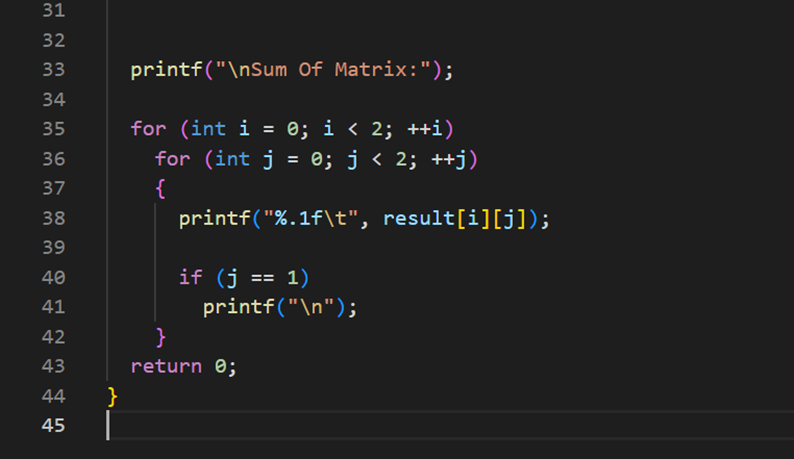 31
32
33 printf("\nSum Of Matrix:");
34
35 for (int i = 0; i < 2; ++i)
36 for (int j = 0; j < 2; ++j)
37 {
38 printf("%.1f\t", result[i][j]);
39
40 if (j == 1)
41 printf("\n");
42 }
43 return 0;
44 }
45